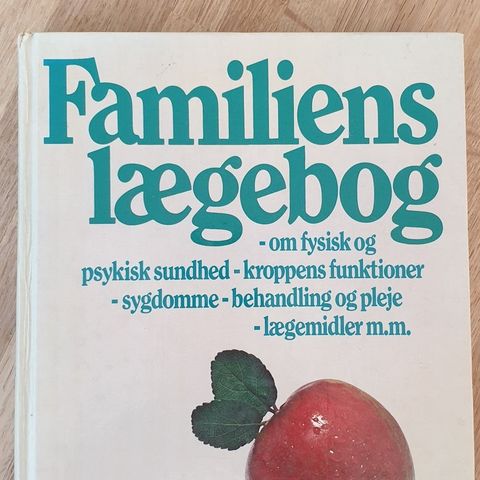 Familiens
lægebog
- om fysisk og
psykisk sundhed - kroppens funktioner
- sygdomme - behandling og pleje
- lægemidler m.m.